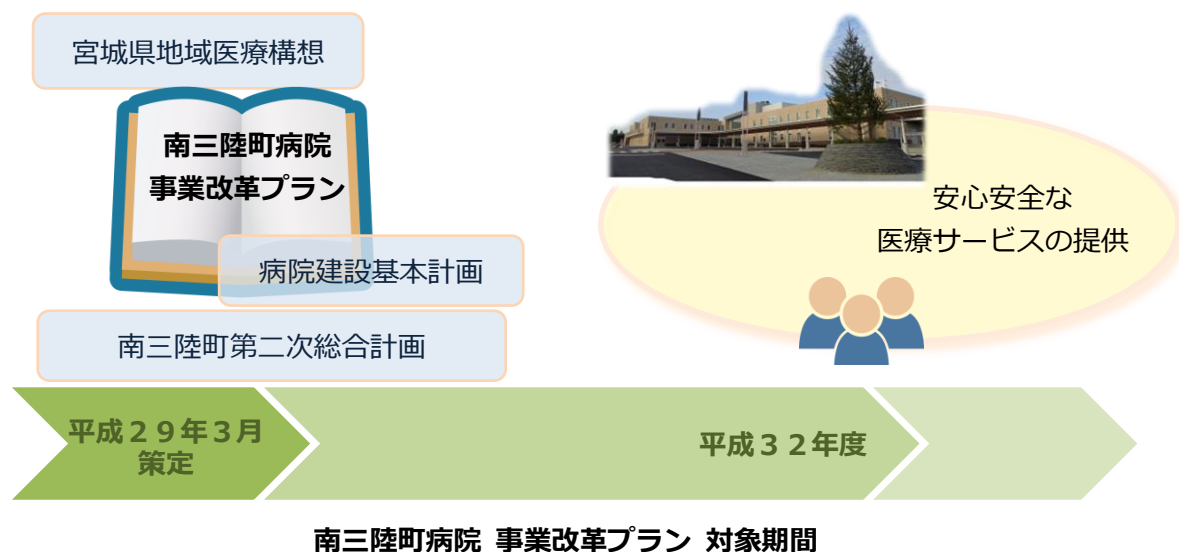 宮城県地域医療構想
南三陸町病院
事業改革プラン
病院建設基本計画
南三陸町第二次総合計画
安心安全な
医療サービスの提供
平成２９年３月
策定
平成３２年度
南三陸町病院 事業改革プラン 対象期間